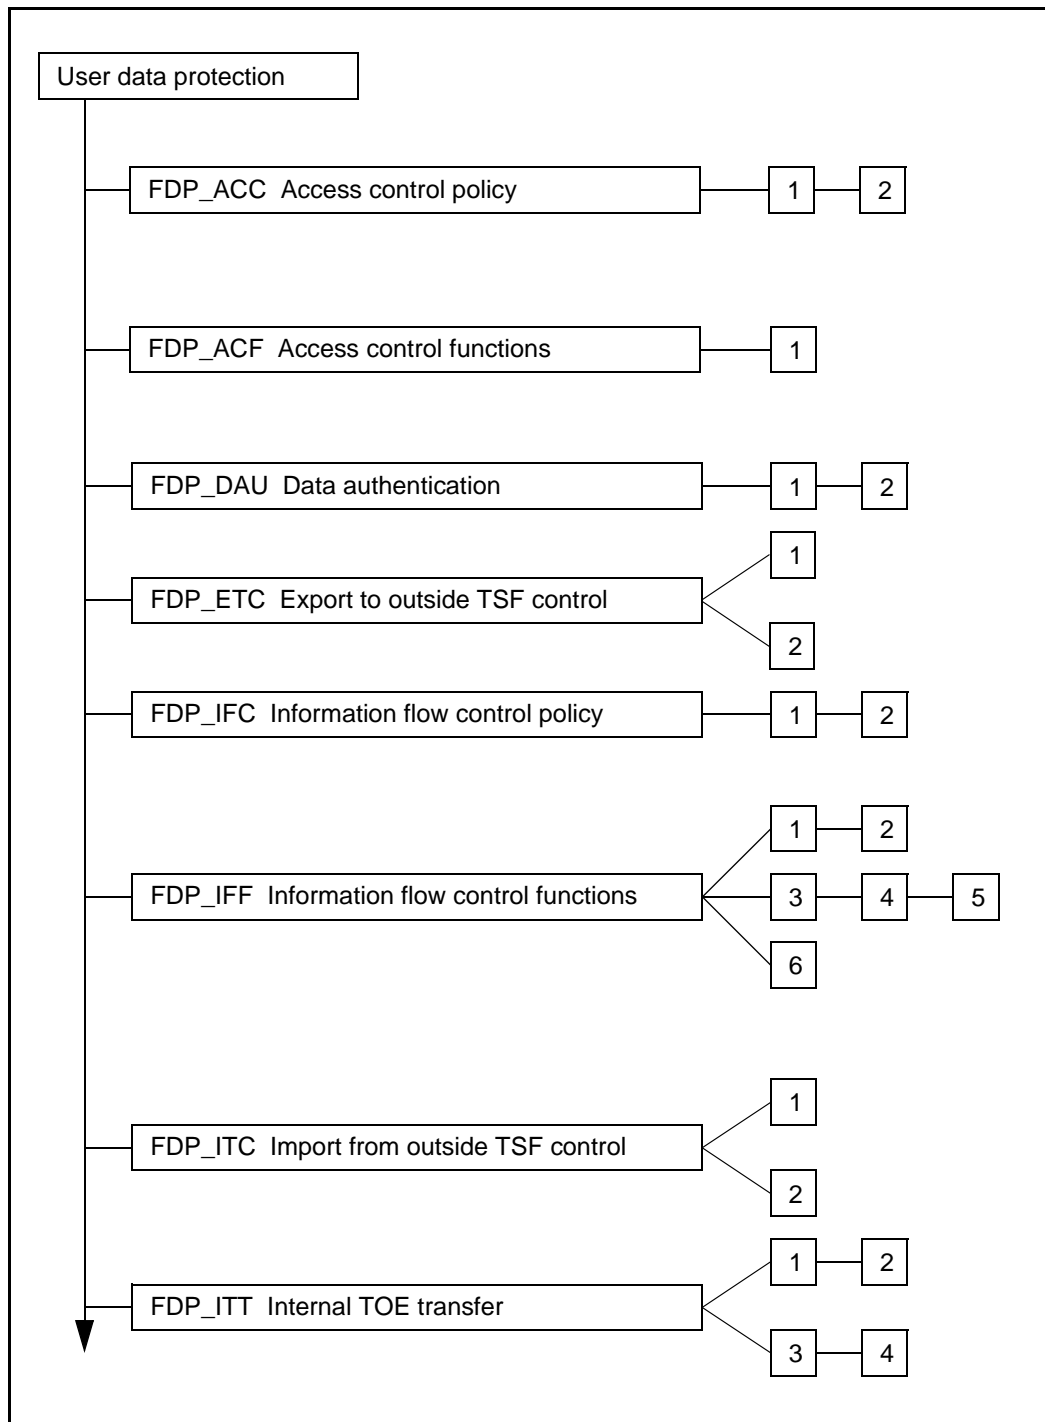 User data protection
FDP_ACC Access control policy 1 2
FDP_ACF Access control functions 1
FDP_DAU Data authentication 1 2
1
FDP_ETC Export to outside TSF control
2
FDP_IFC Information flow control policy 1 2
1 2
FDP_IFF Information flow control functions 3 4 5
6
1
FDP_ITC Import from outside TSF control
2
1 2
FDP_ITT Internal TOE transfer
3 4